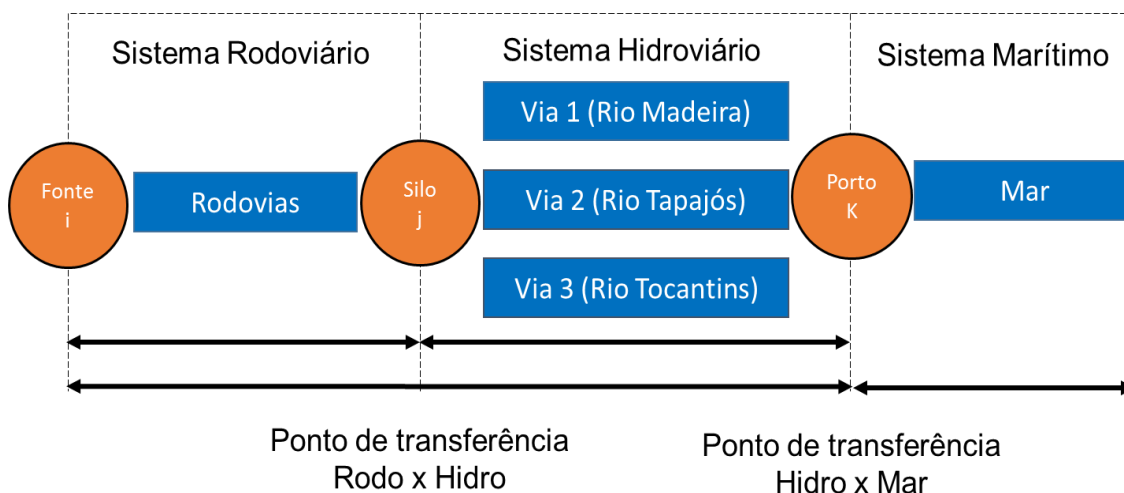 Sistema Rodoviário
Sistema Hidroviário
Sistema Marítimo
Via 1 (Rio Madeira)
Fonte
i
Rodovias
Silo
j
Via 2 (Rio Tapajós)
Porto
K
Mar
Via 3 (Rio Tocantins)
Ponto de transferência
Rodo x Hidro
Ponto de transferência
Hidro x Mar